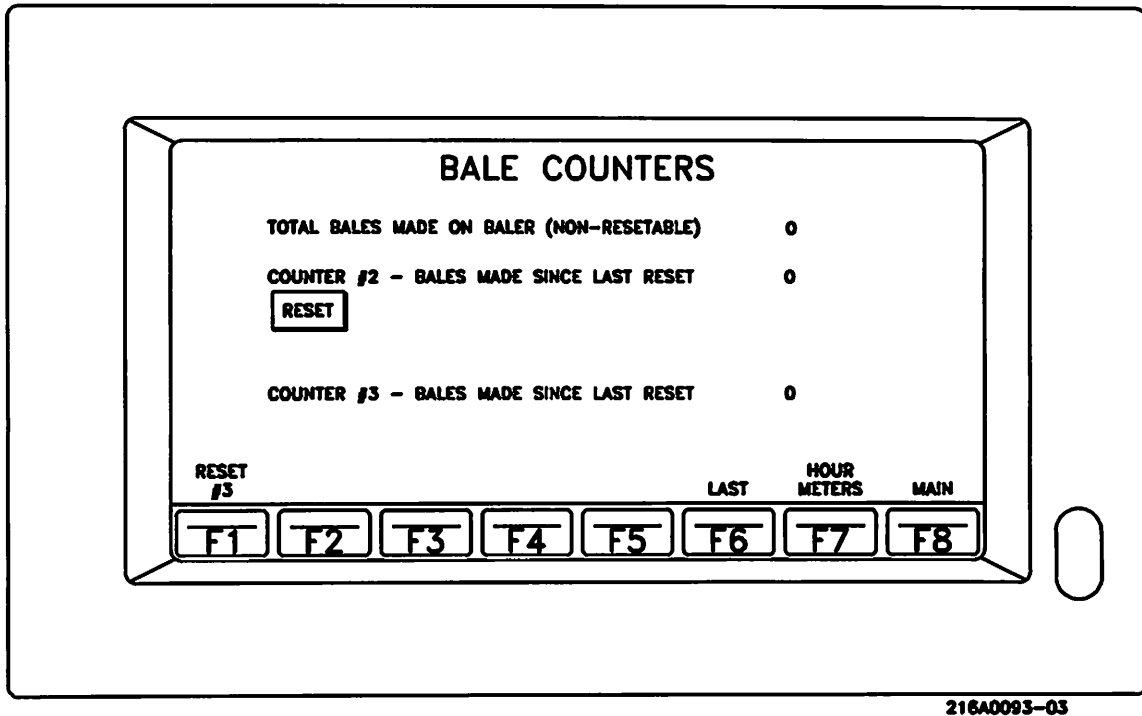 BALE COUNTERS
TOTAL BALES MADE ON BALER (NON-RESETABLE) 0
COUNTER #2 - BALES MADE SINCE LAST RESET 0
RESET
COUNTER #3 - BALES MADE SINCE LAST RESET 0
RESET
#3
LAST
HOUR
METERS
MAIN
F1 F2 F3 F4 F5 F6 F7 F8
216A0093-03